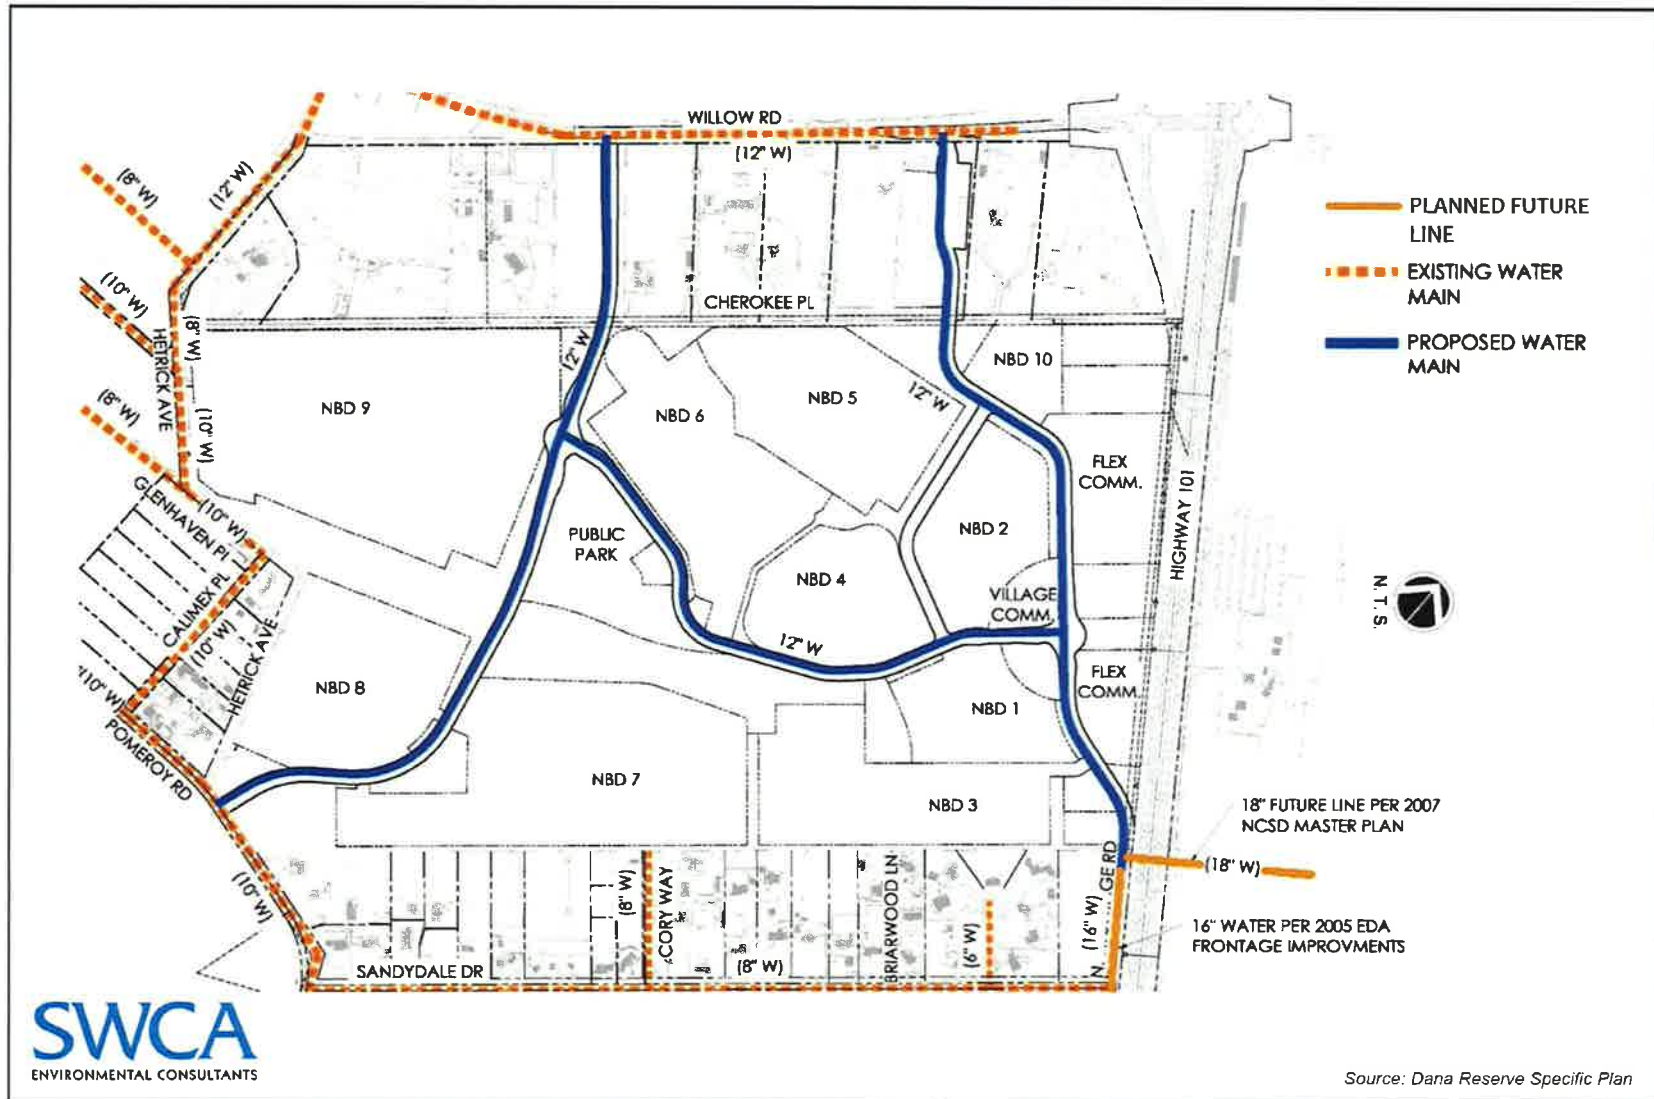 WILLOW RD
(12" W)
(8" W)
(12" W)
PLANNED FUTURE
LINE
EXISTING WATER
MAIN
PROPOSED WATER
MAIN
(10" W)
HETRICK AVE
(8" W)
CHEROKEE PL
12" W
NBD 10
NBD 9
NBD 6
NBD 5
12" W
(8" W)
(10" W)
FLEX
COMM.
HIGHWAY 101
GLENHAVEN PL
(10" W)
PUBLIC
PARK
NBD 2
NBD 4
VILLAGE
COMM.
N.T.S.
CALIMEX PL
(10" W)
HETRICK AVE
12" W
NBD 8
FLEX
COMM.
NBD 1
(10" W)
POMEROY RD
NBD 7
NBD 3
18" FUTURE LINE PER 2007
NCSD MASTER PLAN
(18" W)
(10" W)
(8" W)
CORY WAY
BRIARWOOD LN
(6" W)
(16" W)
N. GE RD
16" WATER PER 2005 EDA
FRONTAGE IMPROVMENTS
SANDYDALE DR
(8" W)
SWCA
ENVIRONMENTAL CONSULTANTS
Source: Dana Reserve Specific Plan